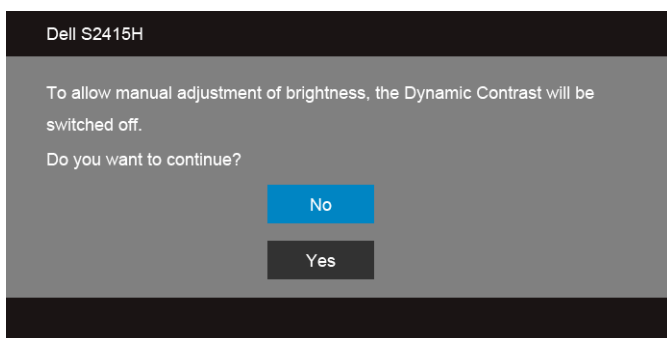 Dell S2415H
To allow manual adjustment of brightness, the Dynamic Contrast will be
switched off.
Do you want to continue?
No
Yes